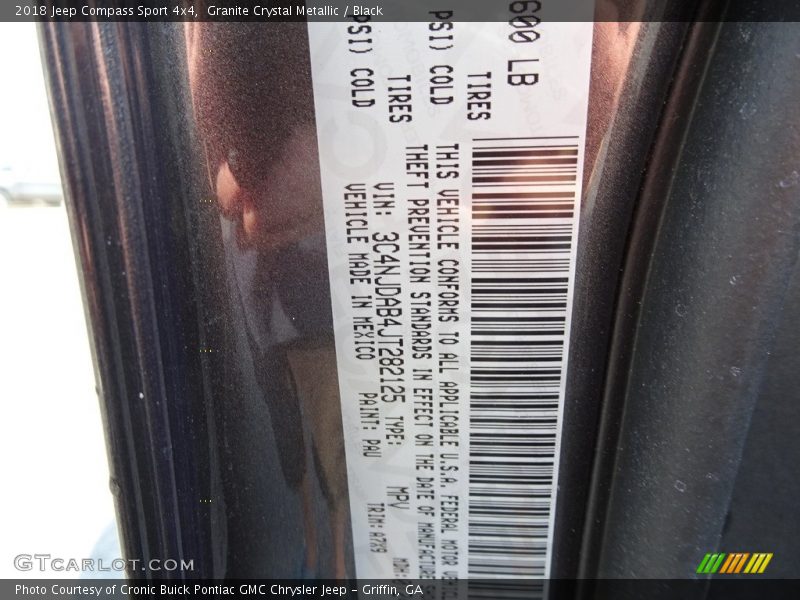 2018 Jeep Compass Sport 4x4, Granite Crystal Metallic / Black
600 LB
TIRES
PSI) COLD
TIRES
PSI) COLD
THIS VEHICLE CONFORMS TO ALL APPLICABLE U.S.A. FEDERAL MOTOR
THEFT PREVENTION STANDARDS IN EFFECT ON THE DATE OF MANUFACTURE
VIN: 3C4NJDAB4JT282125 TYPE: MPV
VEHICLE MADE IN MEXICO PAINT: PAU TRIM: A7X9
GTCarlot.com
Photo Courtesy of Cronic Buick Pontiac GMC Chrysler Jeep - Griffin, GA